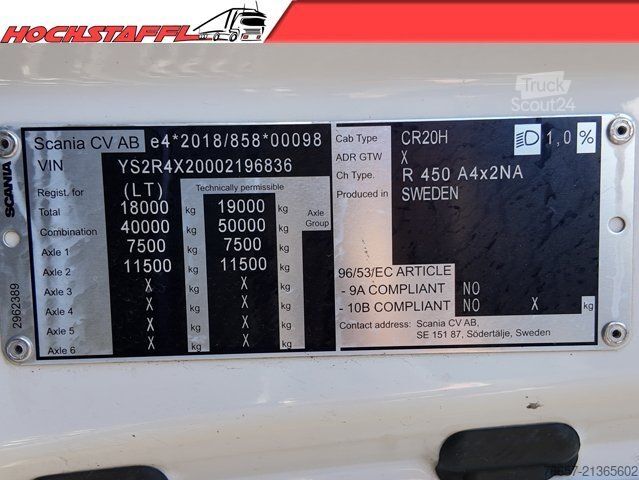 HOCHSTAFFL
Truck
Scout24
Scania CV AB e4*2018/858*00098
VIN YS2R4X20002196836
Regist. for (LT) Technically permissible
Total 18000 kg 19000 kg Axle Group
Combination 40000 kg 50000 kg
Axle 1 7500 kg 7500 kg
Axle 2 11500 kg 11500 kg
Axle 3 X kg X kg
Axle 4 X kg X kg
Axle 5 X kg X kg
Axle 6 X kg X kg
Cab Type CR20H 1,0 %
ADR GTW X
Ch Type. R 450 A4x2NA
Produced in SWEDEN
96/53/EC ARTICLE
- 9A COMPLIANT NO
- 10B COMPLIANT NO X kg
Contact address: Scania CV AB,
SE 151 87, Södertälje, Sweden
SCANIA
2962389
76657-21365602